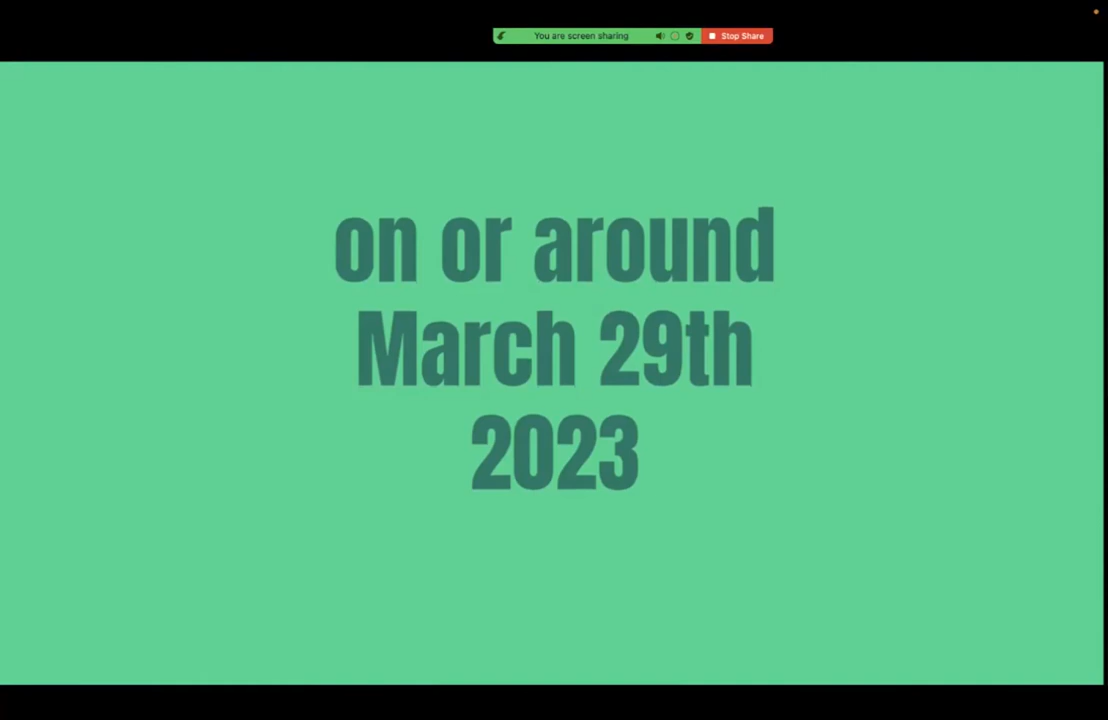 You are screen sharing
Stop Share
on or around
March 29th
2023